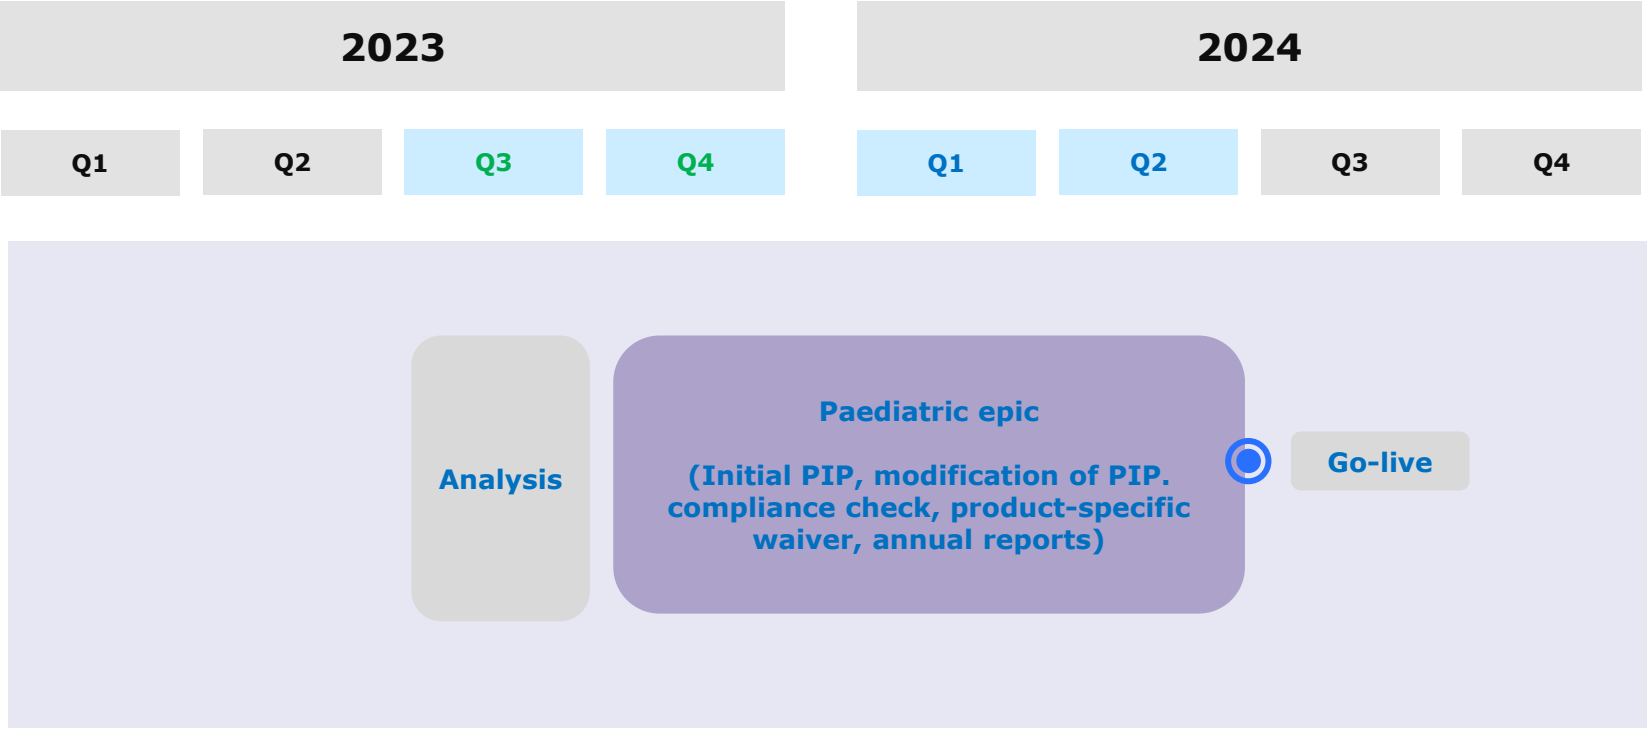 2023
2024
Q1
Q2
Q3
Q4
Q1
Q2
Q3
Q4
Analysis
Paediatric epic
(Initial PIP, modification of PIP.
compliance check, product-specific
waiver, annual reports)
Go-live